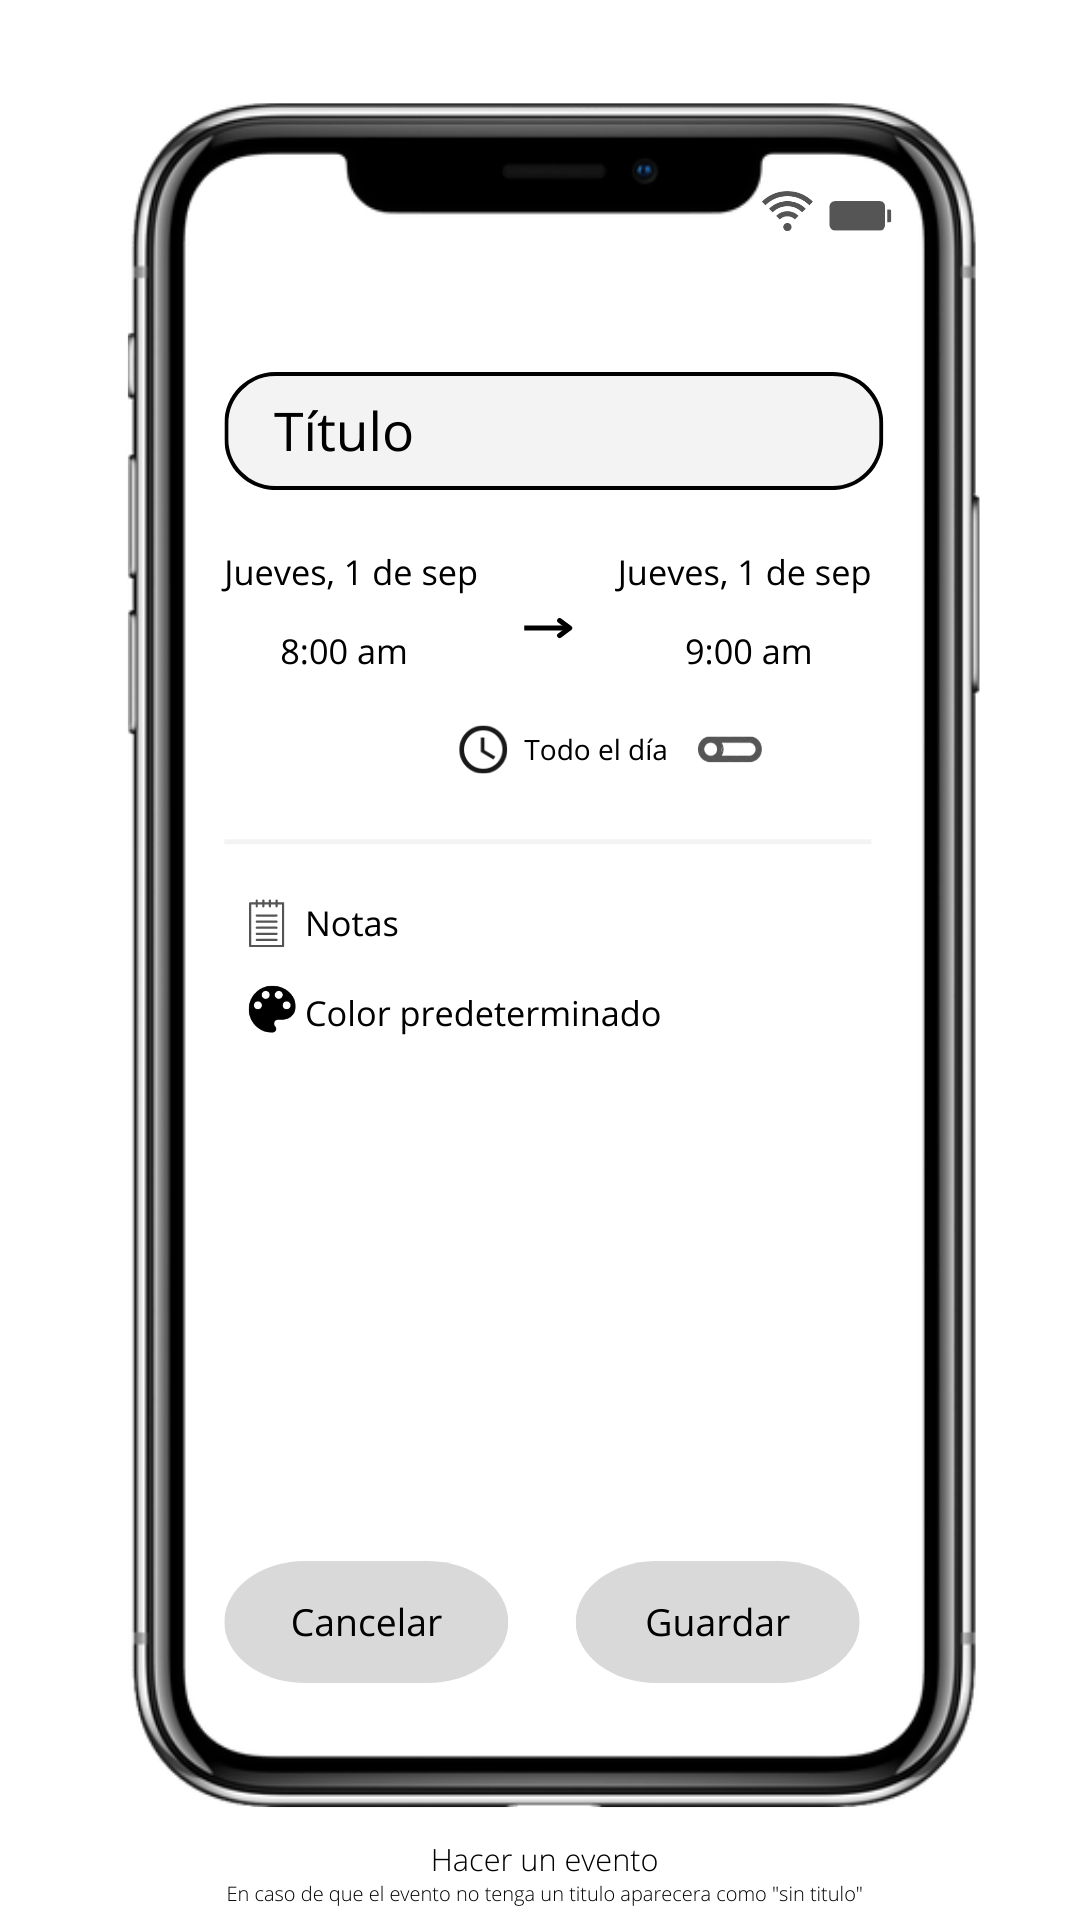 Título
Jueves, 1 de sep
Jueves, 1 de sep
8:00 am
9:00 am
Todo el día
Notas
Color predeterminado
Cancelar
Guardar
Hacer un evento
En caso de que el evento no tenga un titulo aparecera como "sin titulo"